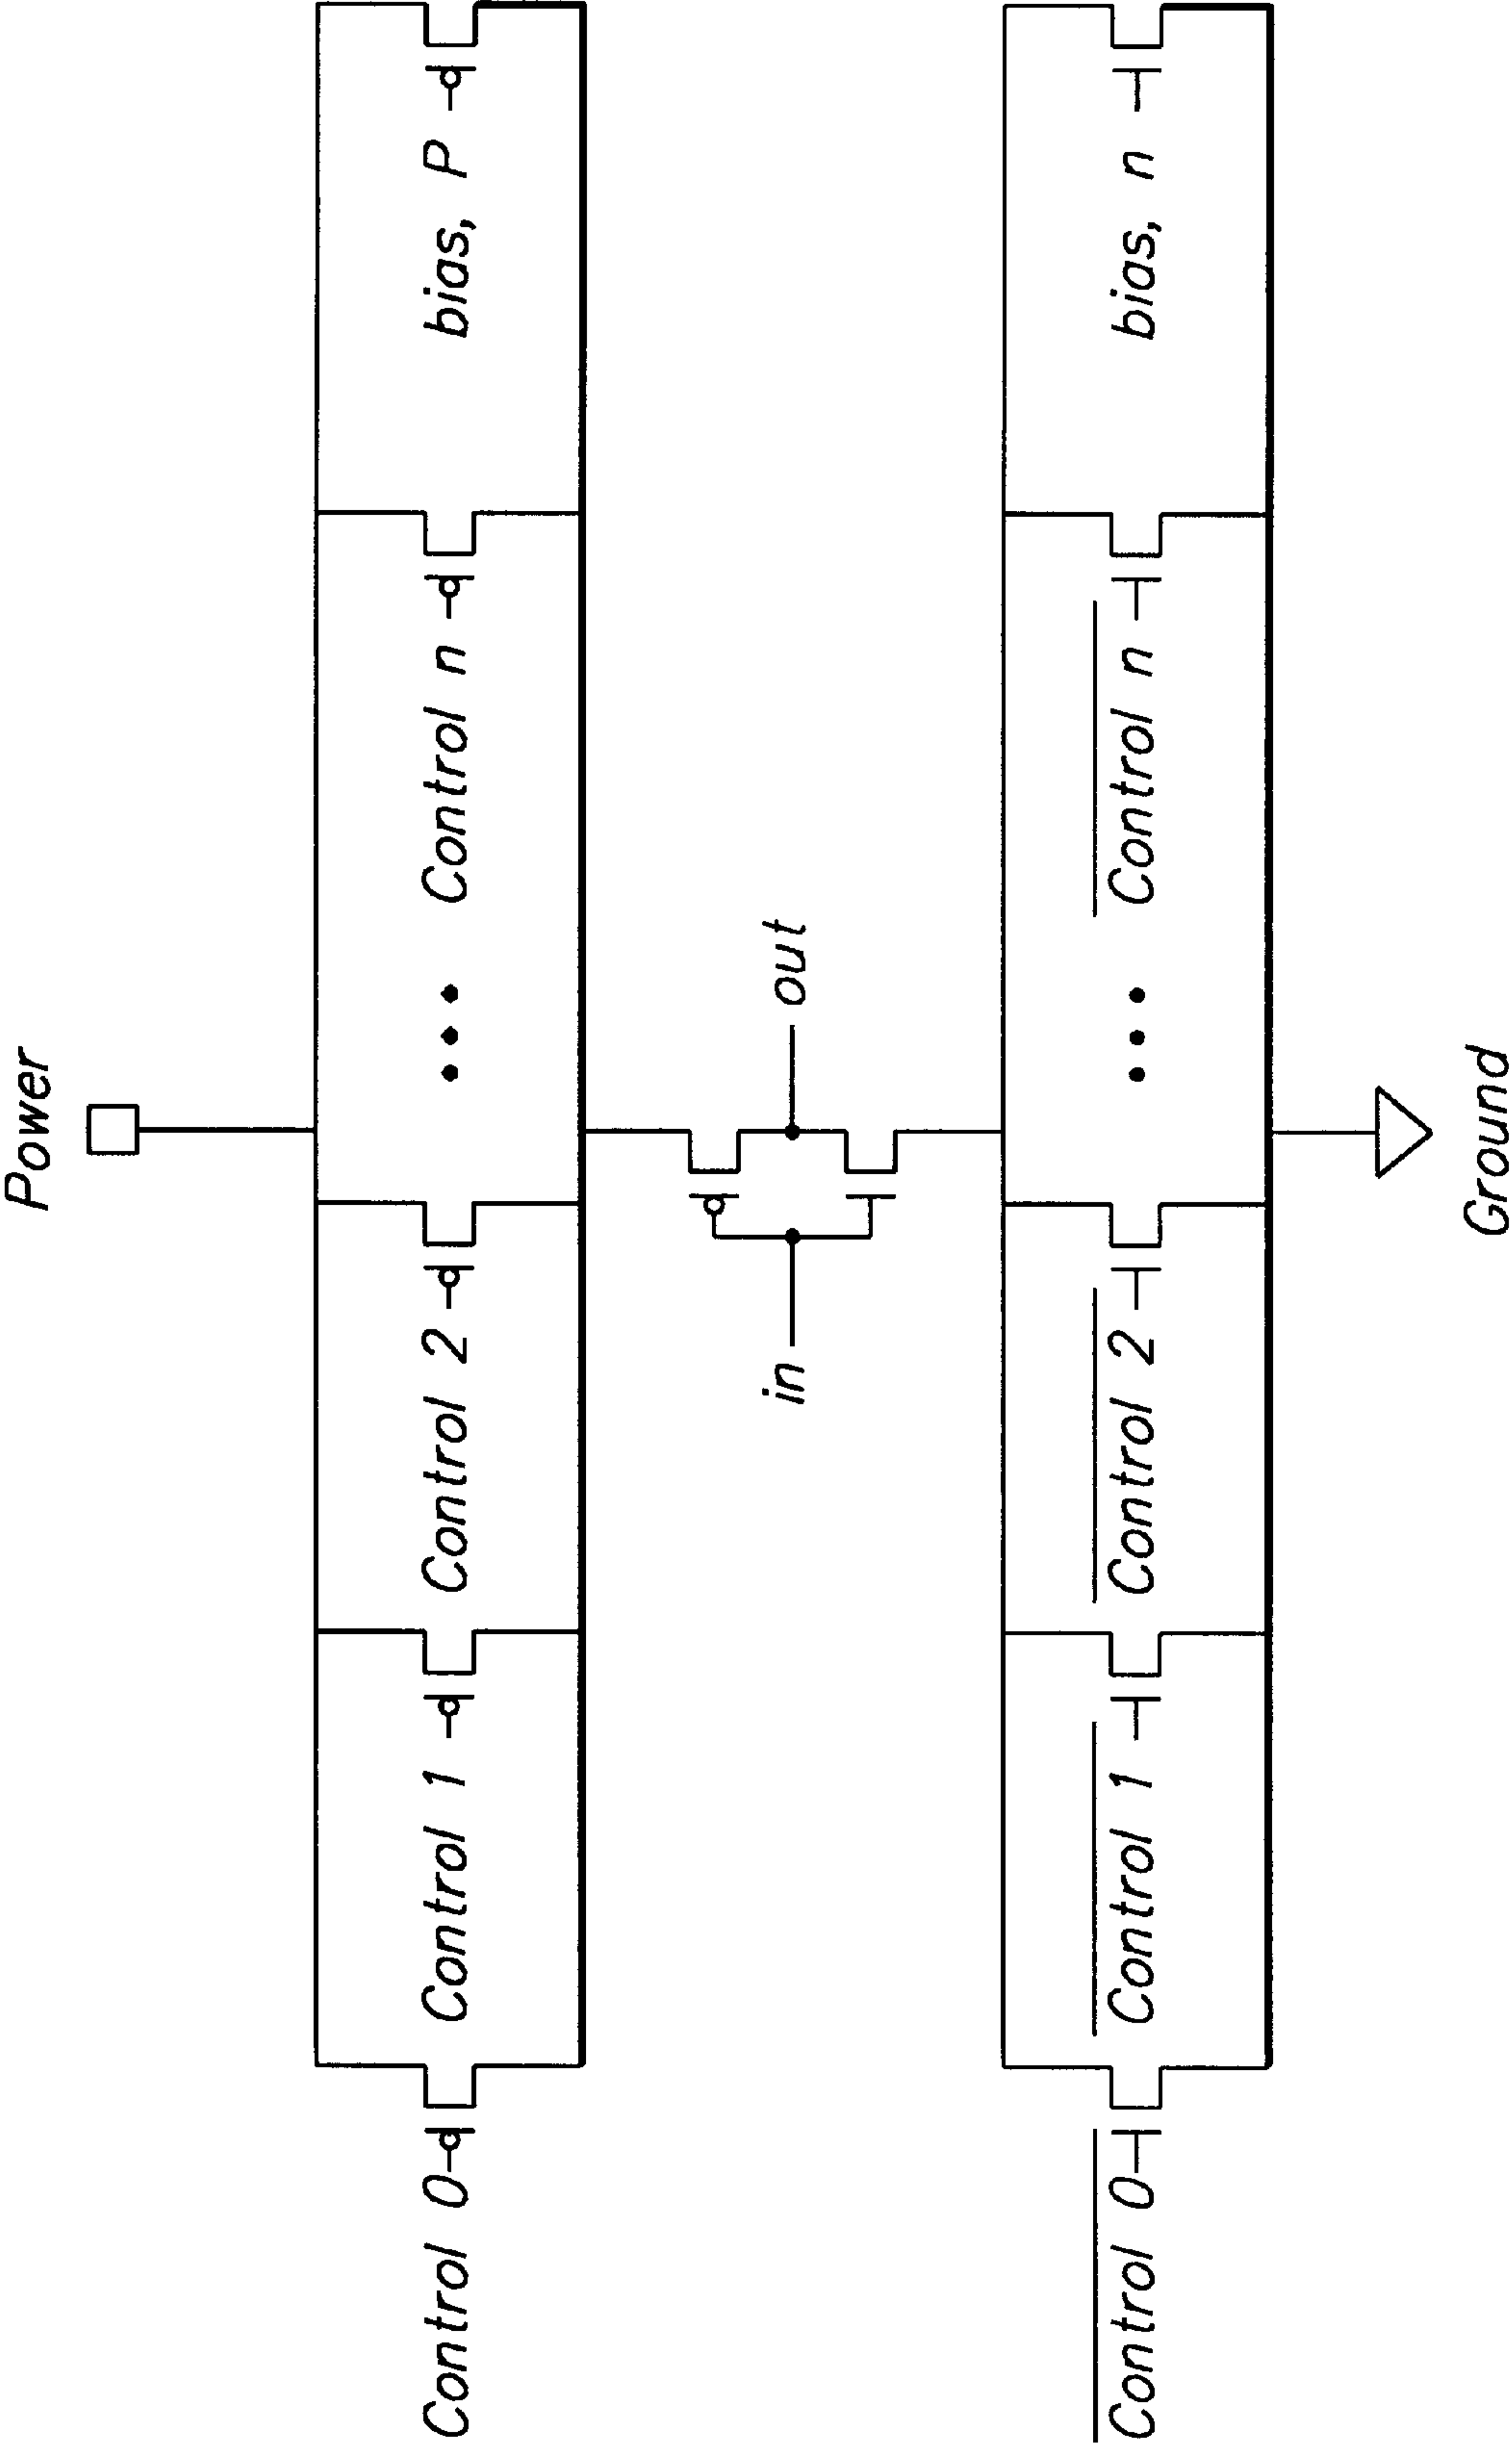 Power
Control 0
Control 1
Control 2
Control n
bias, P
in
out
Control 0
Control 1
Control 2
Control n
bias, n
Ground